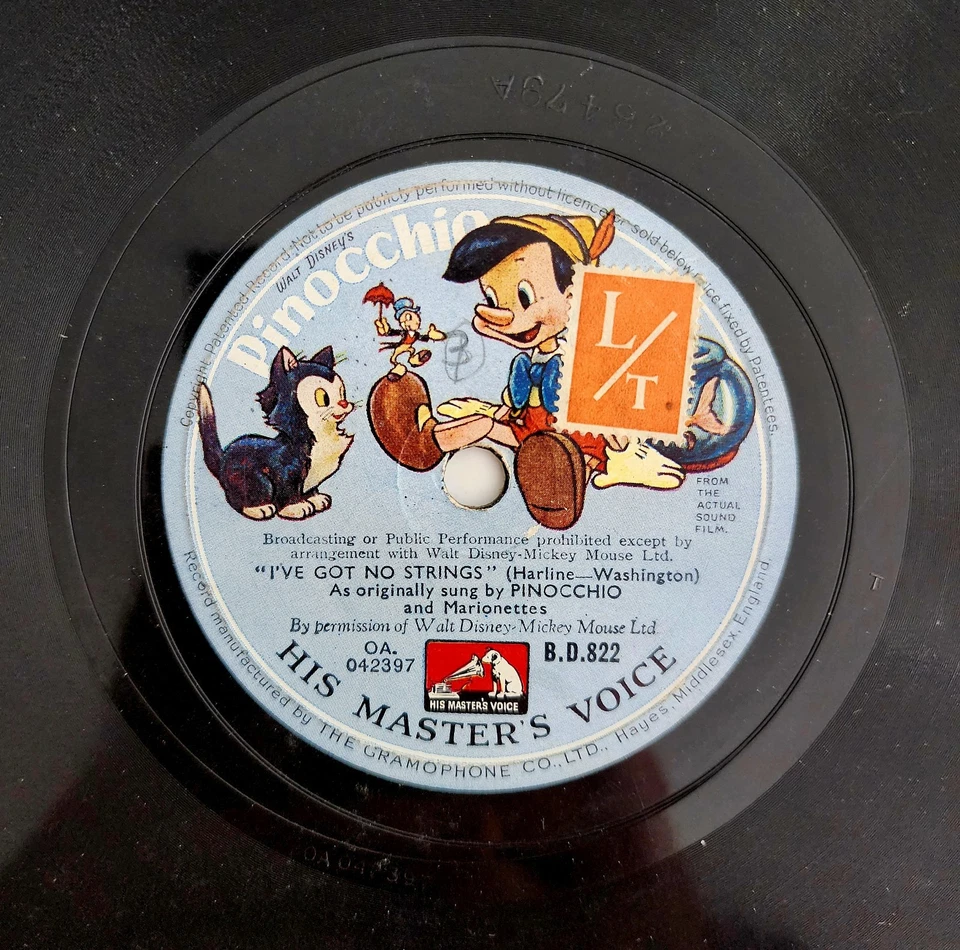 Copyright. Patented Record. Not to be publicly performed without licence or sold below Price fixed by Patentees.
WALT DISNEY'S
Pinocchio
L/T
FROM
THE
ACTUAL
SOUND
FILM.
Broadcasting or Public Performance prohibited except by
arrangement with Walt Disney-Mickey Mouse Ltd.
"I'VE GOT NO STRINGS" (Harline—Washington)
As originally sung by PINOCCHIO
and Marionettes
By permission of Walt Disney-Mickey Mouse Ltd.
OA.
042397
B.D.822
HIS MASTER'S VOICE
HIS MASTER'S VOICE
Record manufactured by THE GRAMOPHONE CO., LTD., Hayes, Middlesex, England.
T
OA 042397